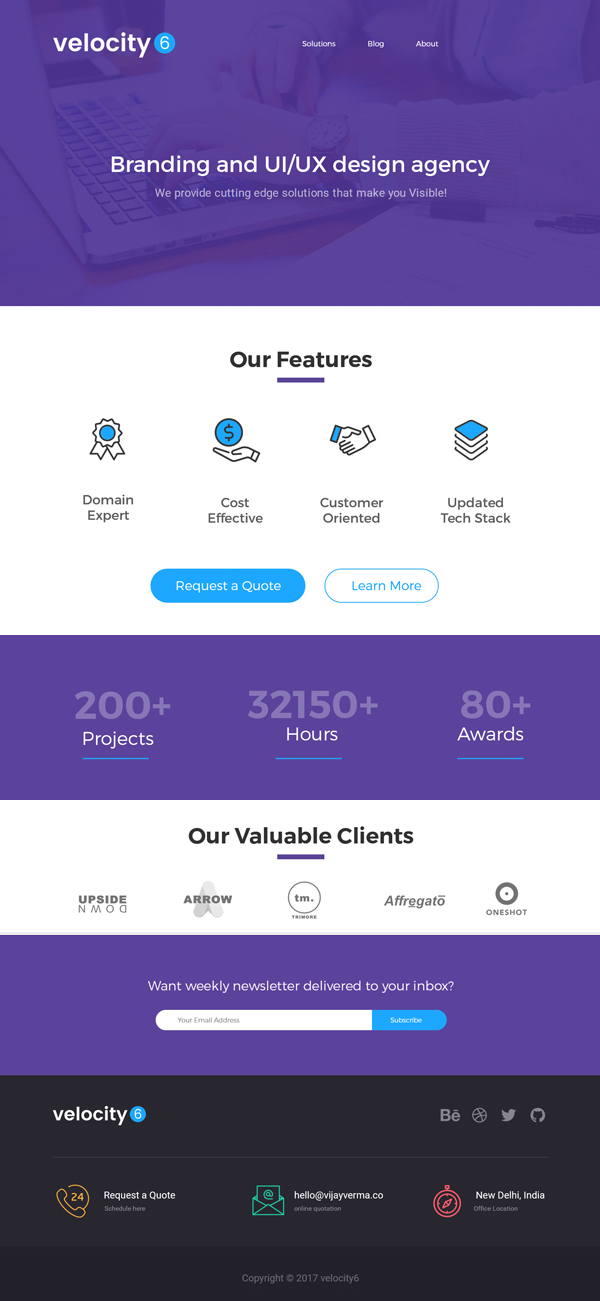 velocity 6
Solutions Blog About
Branding and UI/UX design agency
We provide cutting edge solutions that make you Visible!
Our Features
$
Domain
Expert
Cost
Effective
Customer
Oriented
Updated
Tech Stack
Request a Quote
Learn More
200+
Projects
32150+
Hours
80+
Awards
Our Valuable Clients
UPSIDE
DOWN
ARROW
tm.
TRIMORE
Affregato
ONESHOT
Want weekly newsletter delivered to your inbox?
Your Email Address
Subscribe
velocity 6
Bē
24
Request a Quote
Schedule here
@
hello@vijayverma.co
online quotation
New Delhi, India
Office Location
Copyright © 2017 velocity6